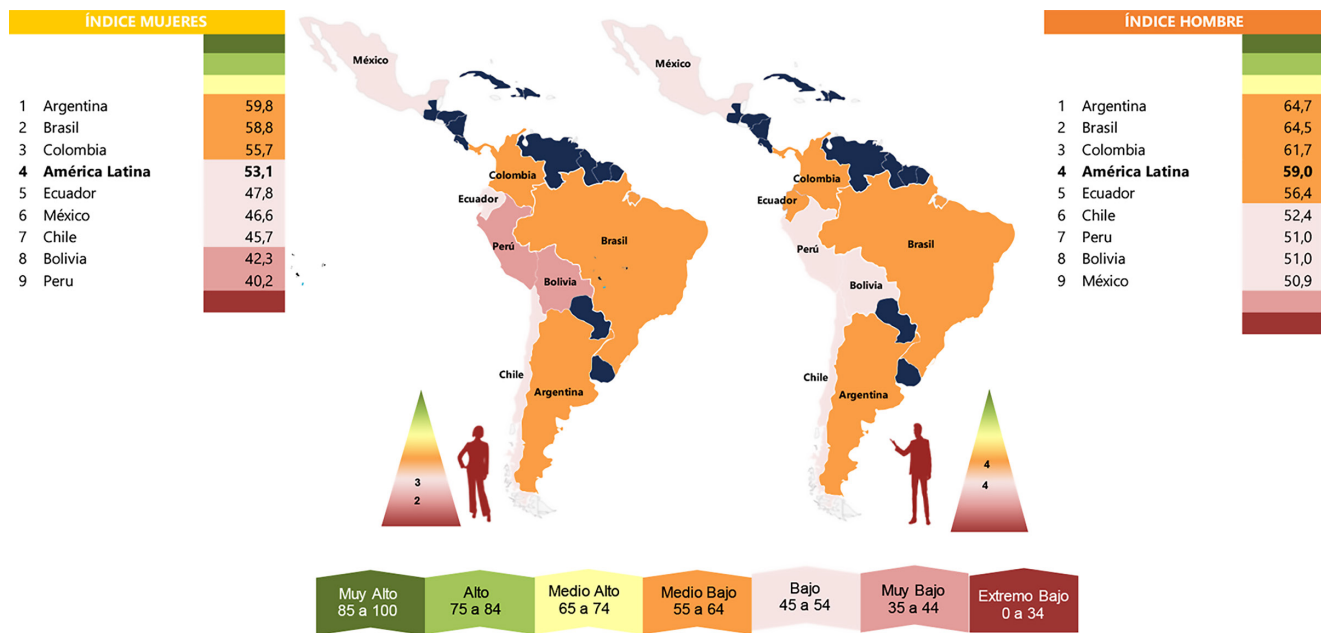 ÍNDICE MUJERES
1 Argentina 59,8
2 Brasil 58,8
3 Colombia 55,7
4 América Latina 53,1
5 Ecuador 47,8
6 México 46,6
7 Chile 45,7
8 Bolivia 42,3
9 Peru 40,2
México
Colombia
Ecuador
Brasil
Perú
Bolivia
Chile
Argentina
3
2
México
Colombia
Ecuador
Brasil
Perú
Bolivia
Chile
Argentina
4
4
ÍNDICE HOMBRE
1 Argentina 64,7
2 Brasil 64,5
3 Colombia 61,7
4 América Latina 59,0
5 Ecuador 56,4
6 Chile 52,4
7 Peru 51,0
8 Bolivia 51,0
9 México 50,9
Muy Alto
85 a 100
Alto
75 a 84
Medio Alto
65 a 74
Medio Bajo
55 a 64
Bajo
45 a 54
Muy Bajo
35 a 44
Extremo Bajo
0 a 34